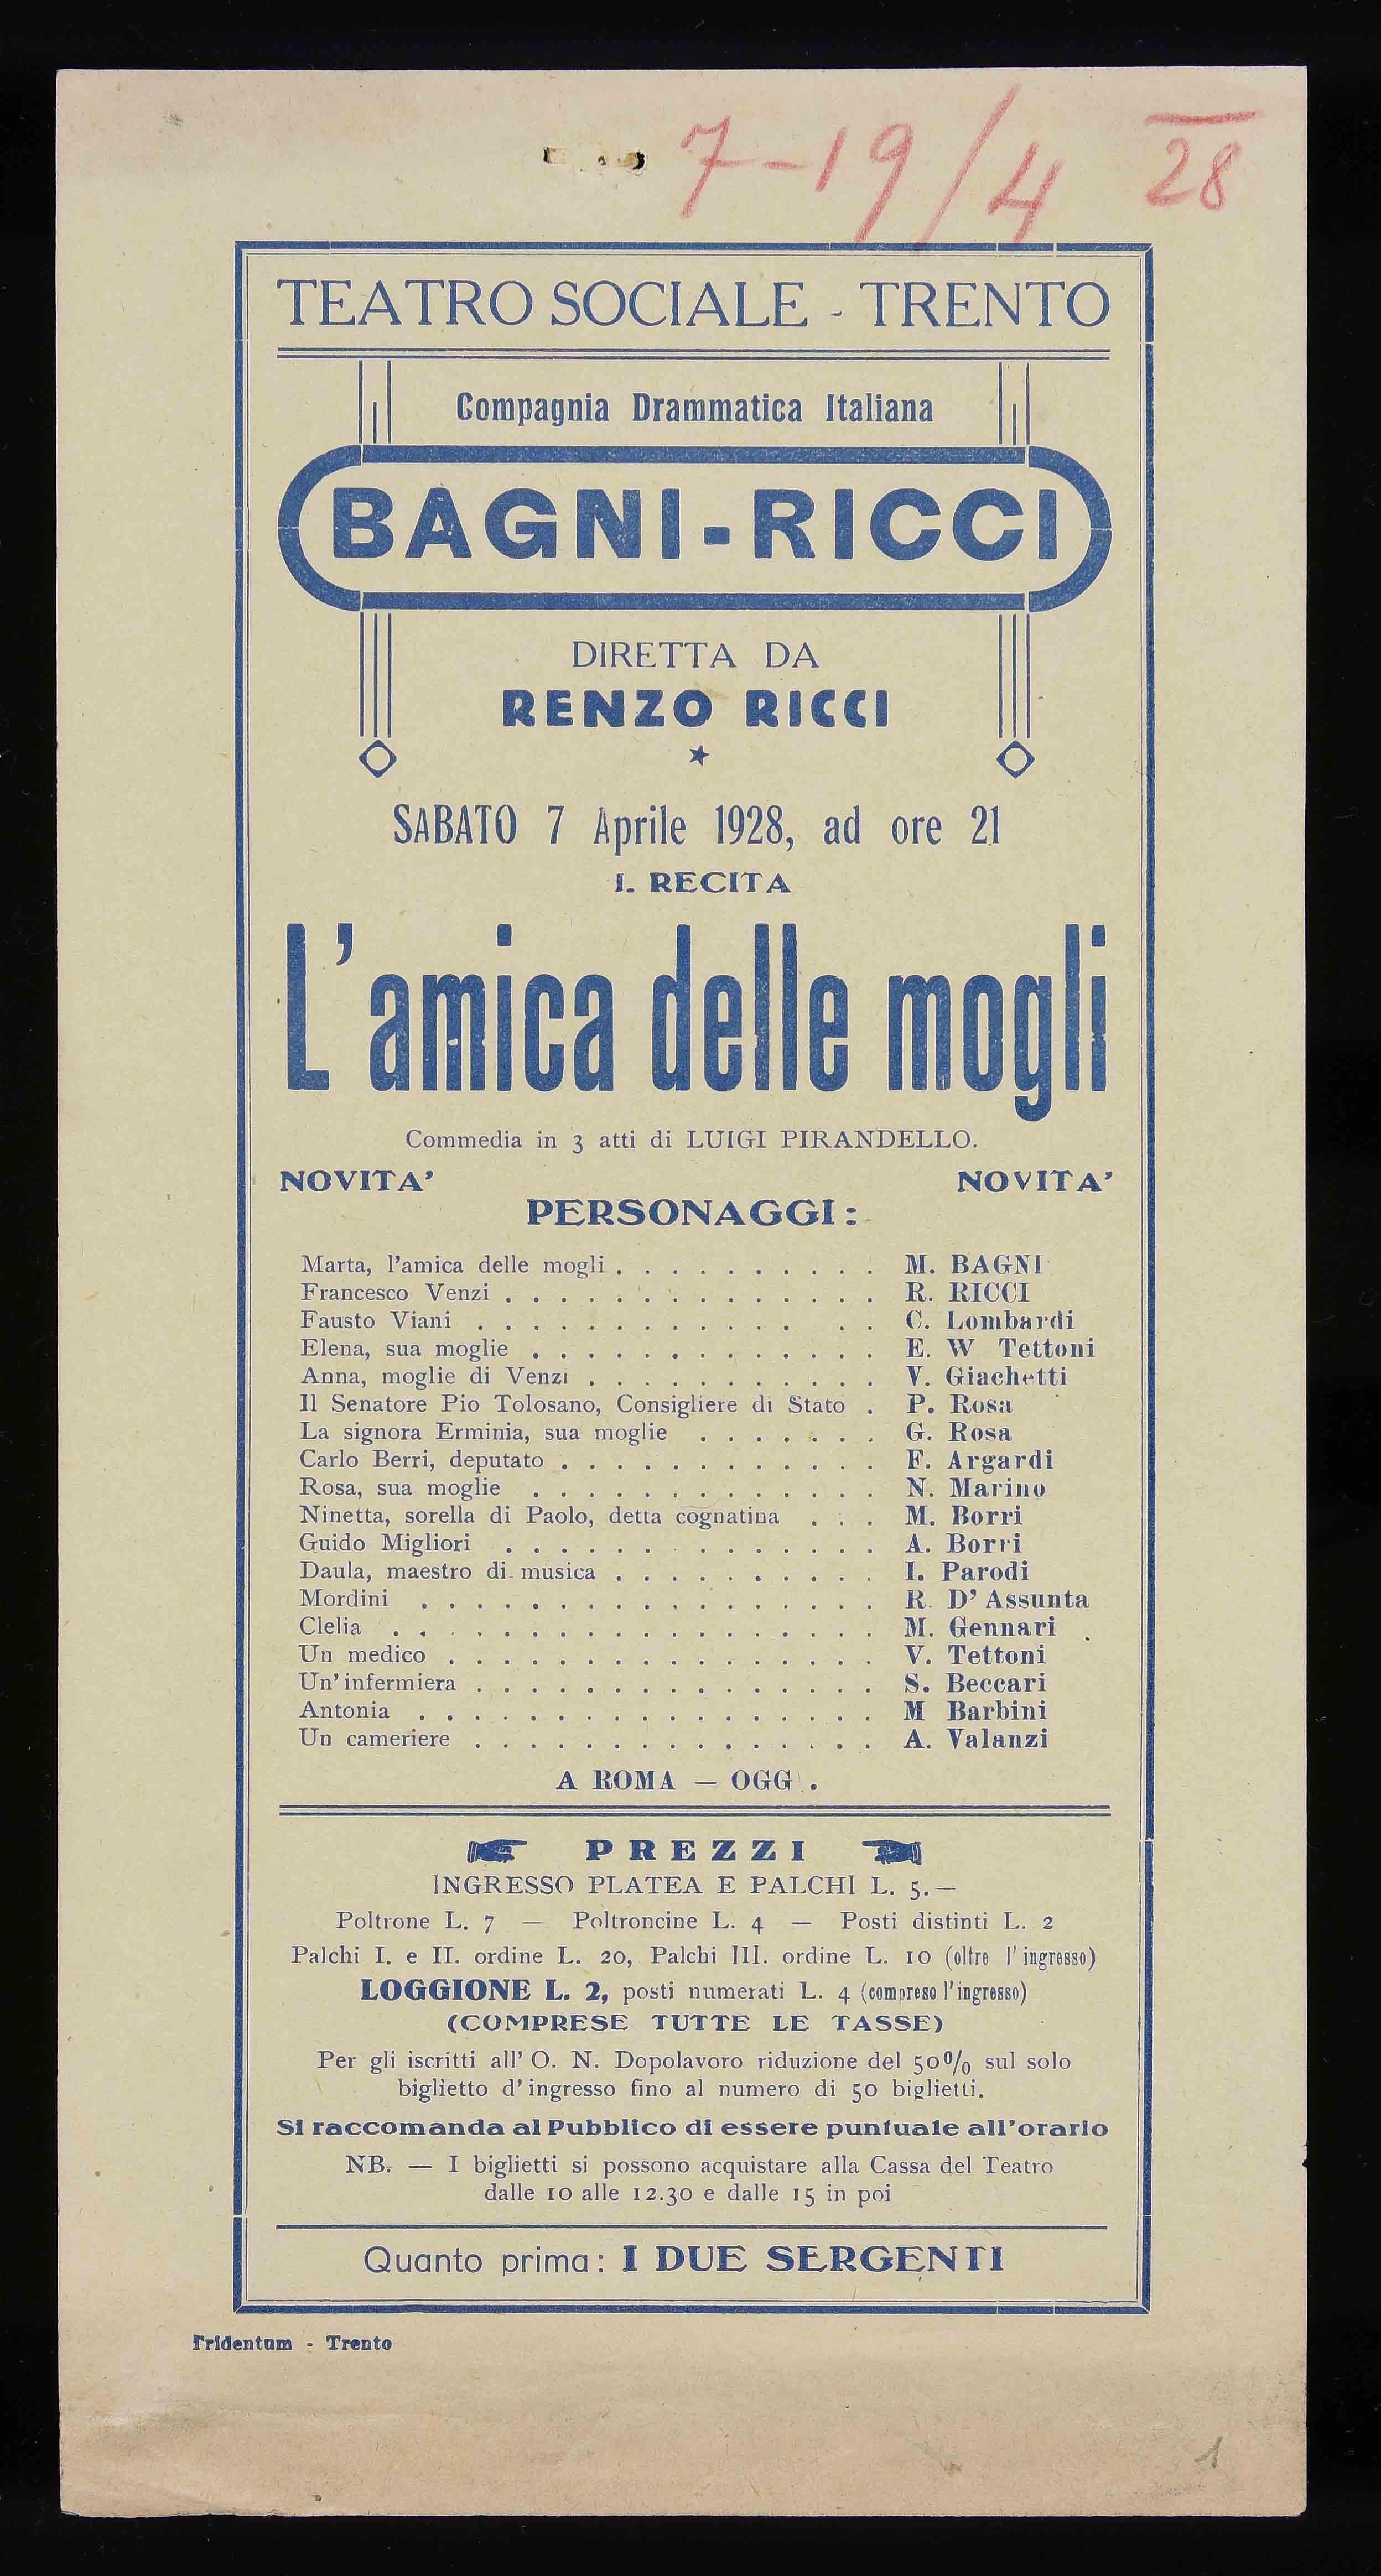 7-19/4 28
TEATRO SOCIALE - TRENTO
Compagnia Drammatica Italiana
BAGNI-RICCI
DIRETTA DA
RENZO RICCI
SABATO 7 Aprile 1928, ad ore 21
I. RECITA
L'amica delle mogli
Commedia in 3 atti di LUIGI PIRANDELLO.
NOVITA' NOVITA'
PERSONAGGI:
Marta, l'amica delle mogli . . . . . . . . . . M. BAGNI
Francesco Venzi . . . . . . . . . . . . . . R. RICCI
Fausto Viani . . . . . . . . . . . . . . C. Lombardi
Elena, sua moglie . . . . . . . . . . . . . E. W Tettoni
Anna, moglie di Venzi . . . . . . . . . . . V. Giachetti
Il Senatore Pio Tolosano, Consigliere di Stato . P. Rosa
La signora Erminia, sua moglie . . . . . . . G. Rosa
Carlo Berri, deputato . . . . . . . . . . . . F. Argardi
Rosa, sua moglie . . . . . . . . . . . . . N. Marino
Ninetta, sorella di Paolo, detta cognatina . . . M. Borri
Guido Migliori . . . . . . . . . . . . . . A. Borri
Daula, maestro di musica . . . . . . . . . . I. Parodi
Mordini . . . . . . . . . . . . . . . . . R. D' Assunta
Clelia . . . . . . . . . . . . . . . . . . M. Gennari
Un medico . . . . . . . . . . . . . . . . V. Tettoni
Un' infermiera . . . . . . . . . . . . . . . S. Beccari
Antonia . . . . . . . . . . . . . . . . . M Barbini
Un cameriere . . . . . . . . . . . . . . . A. Valanzi
A ROMA — OGG .
PREZZI
INGRESSO PLATEA E PALCHI L. 5.—
Poltrone L. 7 — Poltroncine L. 4 — Posti distinti L. 2
Palchi I. e II. ordine L. 20, Palchi III. ordine L. 10 (oltre l' ingresso)
LOGGIONE L. 2, posti numerati L. 4 (compreso l'ingresso)
(COMPRESE TUTTE LE TASSE)
Per gli iscritti all' O. N. Dopolavoro riduzione del 50% sul solo
biglietto d' ingresso fino al numero di 50 biglietti.
Si raccomanda al Pubblico di essere puntuale all'orario
NB. — I biglietti si possono acquistare alla Cassa del Teatro
dalle 10 alle 12.30 e dalle 15 in poi
Quanto prima: I DUE SERGENTI
Tridentum - Trento
1